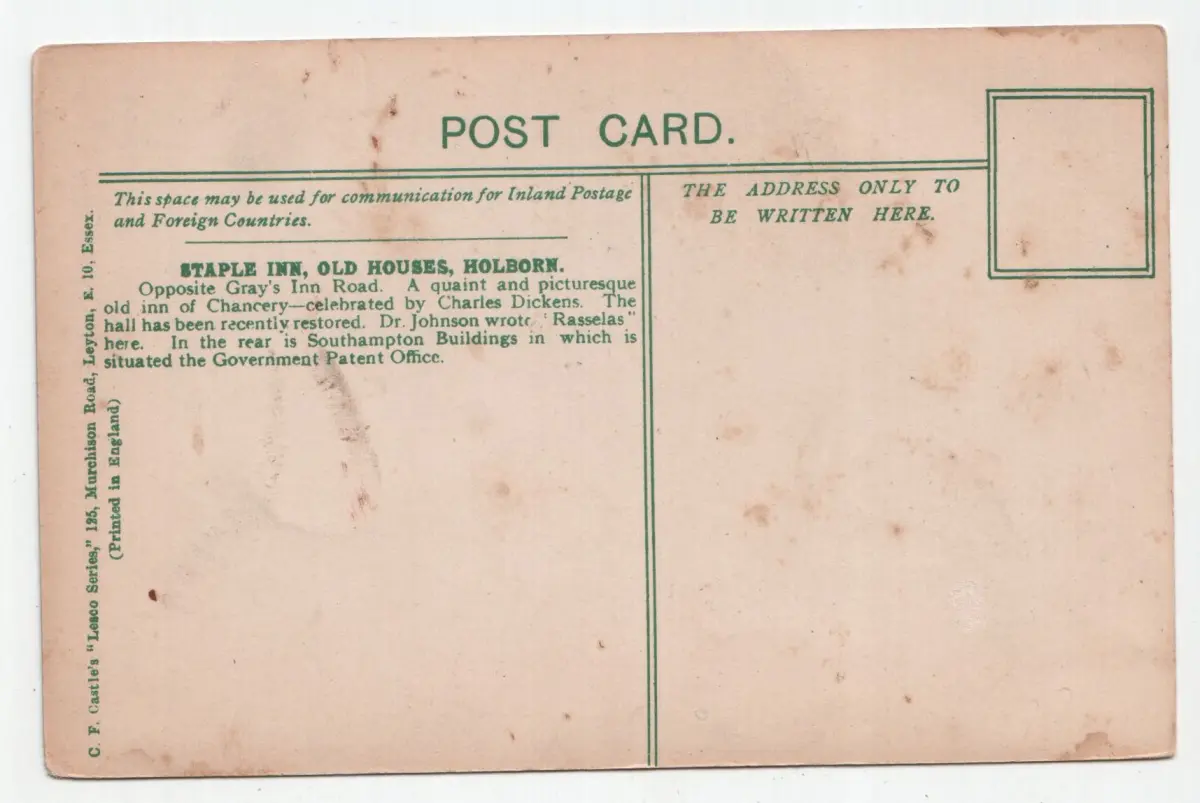 POST CARD.
This space may be used for communication for Inland Postage
and Foreign Countries.
THE ADDRESS ONLY TO
BE WRITTEN HERE.
STAPLE INN, OLD HOUSES, HOLBORN.
Opposite Gray's Inn Road. A quaint and picturesque
old inn of Chancery—celebrated by Charles Dickens. The
hall has been recently restored. Dr. Johnson wrote "Rasselas"
here. In the rear is Southampton Buildings in which is
situated the Government Patent Office.
C. F. Castle's "Lesco Series," 125, Murchison Road, Leyton, E. 10, Essex.
(Printed in England)